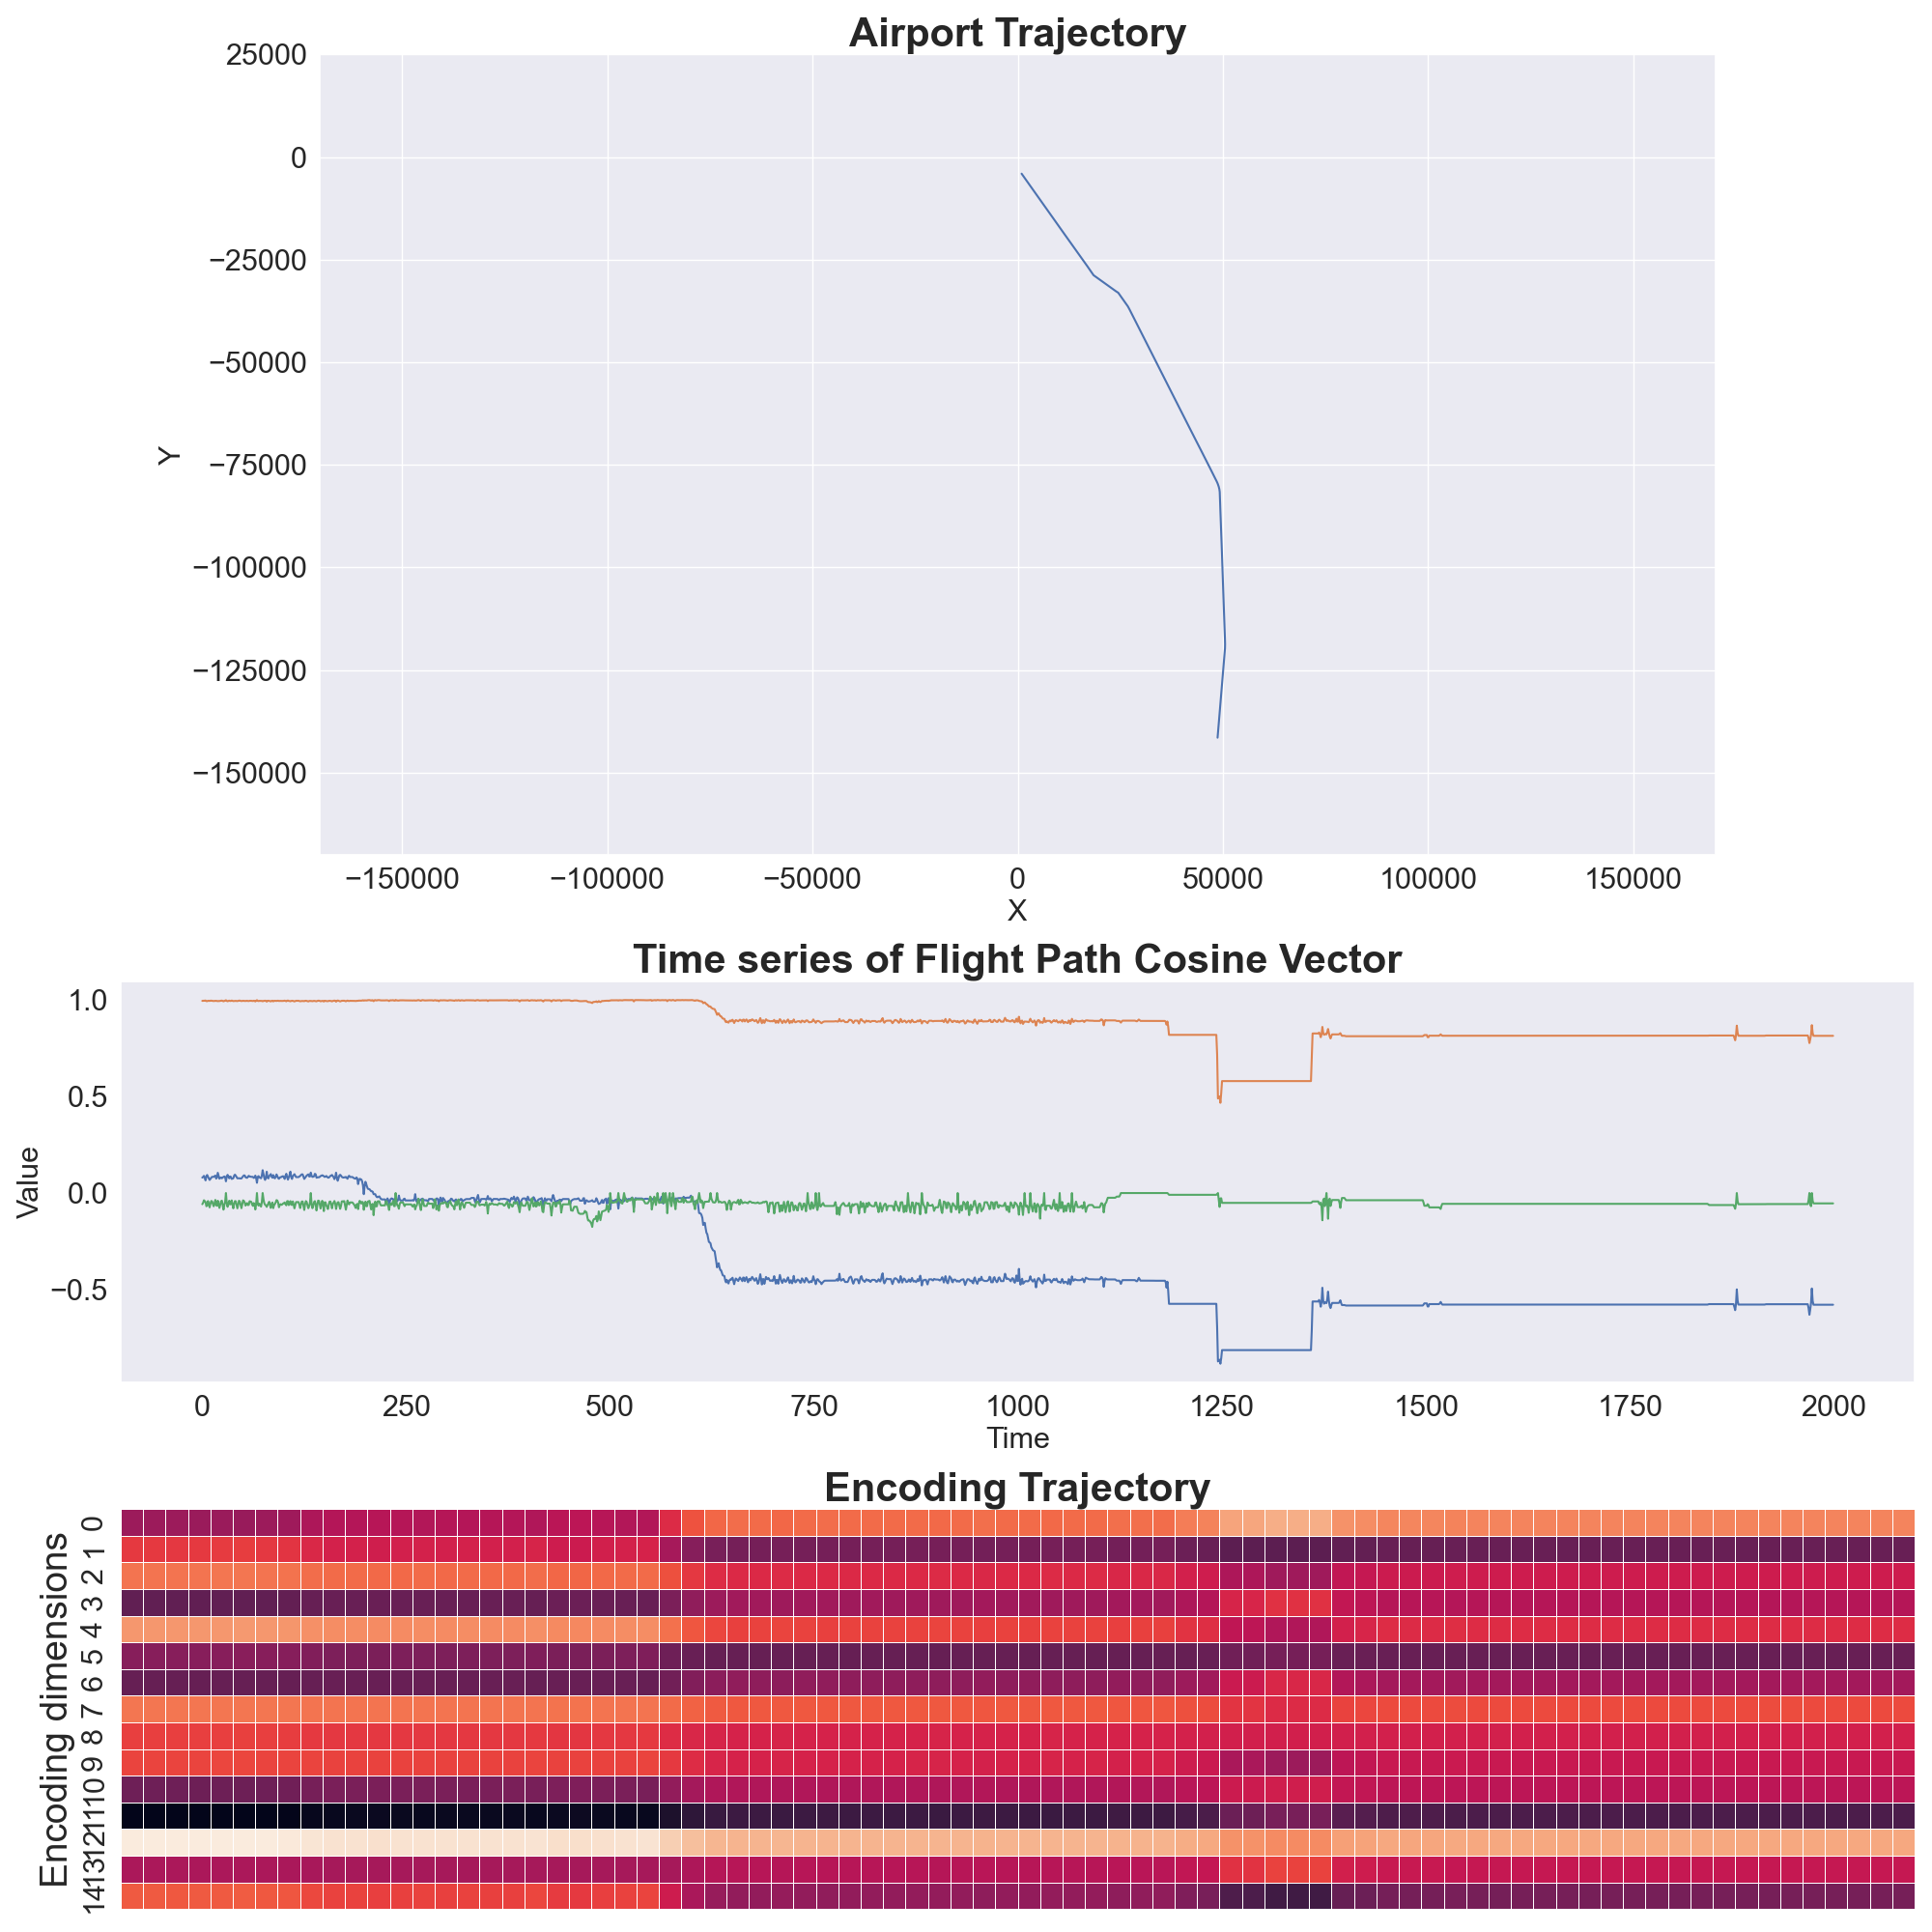 Airport Trajectory
25000
0
−25000
−50000
−75000
−100000
−125000
−150000
Y
−150000 −100000 −50000 0 50000 100000 150000
X
Time series of Flight Path Cosine Vector
1.0
0.5
0.0
−0.5
Value
0 250 500 750 1000 1250 1500 1750 2000
Time
Encoding Trajectory
Encoding dimensions
0
1
2
3
4
5
6
7
8
9
10
11
12
13
14